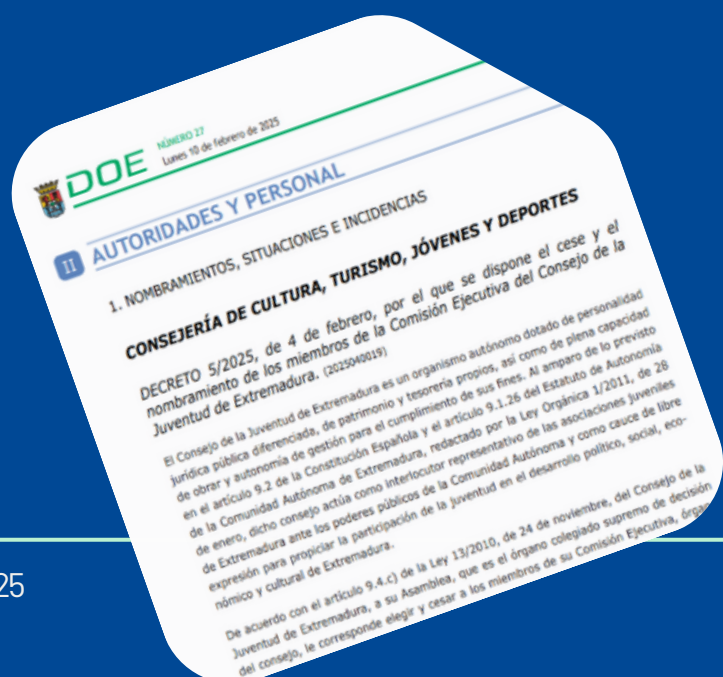 DOE
NÚMERO 27
Lunes 10 de febrero de 2025
II AUTORIDADES Y PERSONAL
1. NOMBRAMIENTOS, SITUACIONES E INCIDENCIAS
CONSEJERÍA DE CULTURA, TURISMO, JÓVENES Y DEPORTES
DECRETO 5/2025, de 4 de febrero, por el que se dispone el cese y el
nombramiento de los miembros de la Comisión Ejecutiva del Consejo de la
Juventud de Extremadura. (2025040019)
El Consejo de la Juventud de Extremadura es un organismo autónomo dotado de personalidad
jurídica pública diferenciada, de patrimonio y tesorería propios, así como de plena capacidad
de obrar y autonomía de gestión para el cumplimiento de sus fines. Al amparo de lo previsto
en el artículo 9.2 de la Constitución Española y el artículo 9.1.26 del Estatuto de Autonomía
de la Comunidad Autónoma de Extremadura, redactado por la Ley Orgánica 1/2011, de 28
de enero, dicho consejo actúa como interlocutor representativo de las asociaciones juveniles
de Extremadura ante los poderes públicos de la Comunidad Autónoma y como cauce de libre
expresión para propiciar la participación de la juventud en el desarrollo político, social, eco-
nómico y cultural de Extremadura.
De acuerdo con el artículo 9.4.c) de la Ley 13/2010, de 24 de noviembre, del Consejo de la
Juventud de Extremadura, a su Asamblea, que es el órgano colegiado supremo de decisión
del consejo, le corresponde elegir y cesar a los miembros de su Comisión Ejecutiva, órgan
25